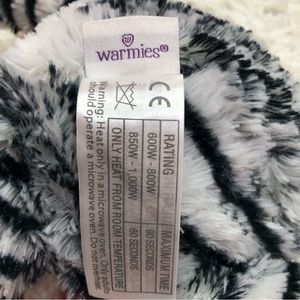 warmies®
CE
RATING MAXIMUM TIME
600W - 800W 90 SECONDS
850W - 1,000W 60 SECONDS
ONLY HEAT FROM ROOM TEMPERATURE
Warning: Heat only in a microwave oven. Only adults
should operate a microwave oven. Do not overheat.